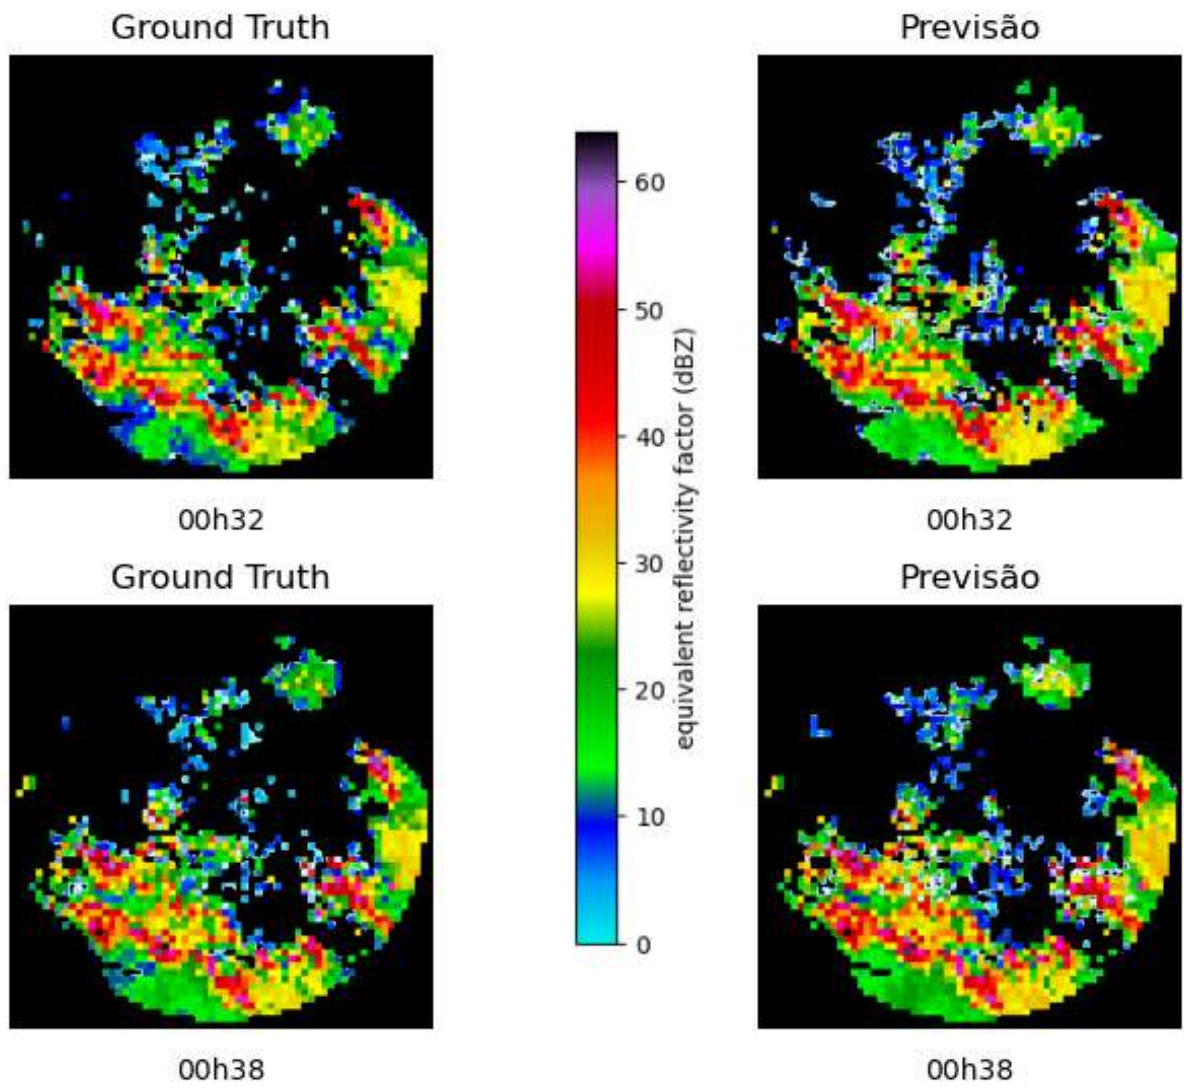 Ground Truth
Previsão
60
50
40
30
20
10
0
equivalent reflectivity factor (dBZ)
00h32
00h32
Ground Truth
Previsão
00h38
00h38